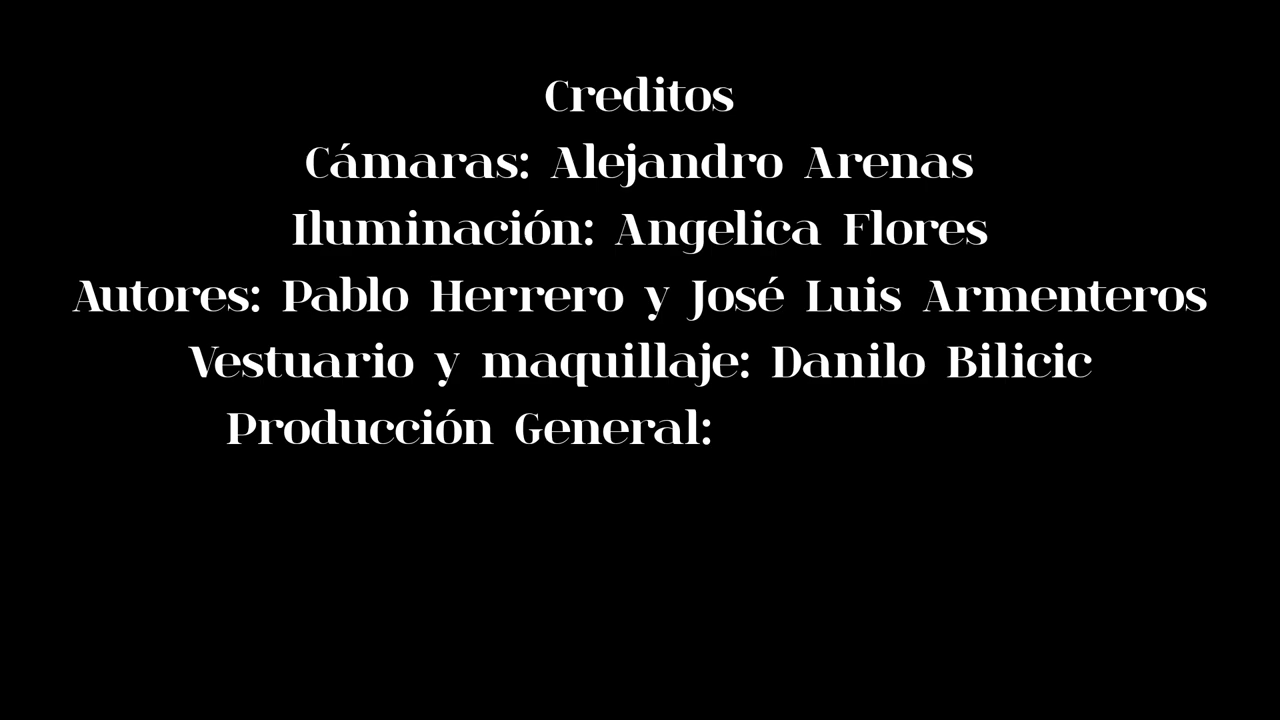 Creditos
Cámaras: Alejandro Arenas
Iluminación: Angelica Flores
Autores: Pablo Herrero y José Luis Armenteros
Vestuario y maquillaje: Danilo Bilicic
Producción General: